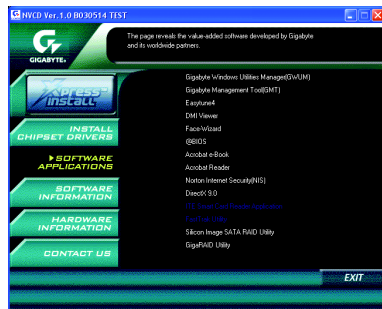 NVCD Ver.1.0 B030514 TEST
GIGABYTE
The page reveals the value-added software developed by Gigabyte
and its worldwide partners.
Xpress
INSTALL
INSTALL
CHIPSET DRIVERS
SOFTWARE
APPLICATIONS
SOFTWARE
INFORMATION
HARDWARE
INFORMATION
CONTACT US
Gigabyte Windows Utilities Manager(GWUM)
Gigabyte Management Tool(GMT)
Easytune4
DMI Viewer
Face-Wizard
@BIOS
Acrobat e-Book
Acrobat Reader
Norton Internet Security(NIS)
DirectX 9.0
Silicon Image SATA RAID Utility
GigaRAID Utility
EXIT